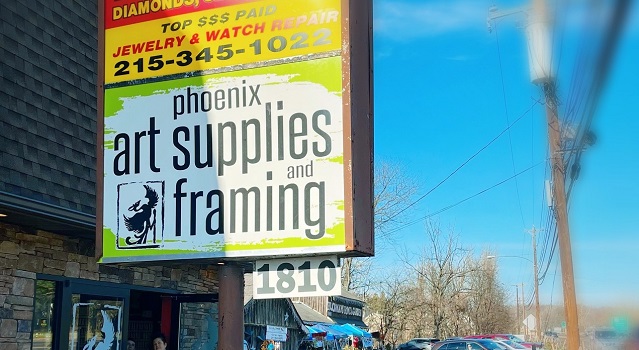 DIAMONDS,
TOP $$$ PAID
JEWELRY & WATCH REPAIR
215-345-1022
phoenix
art supplies
and
framing
1810